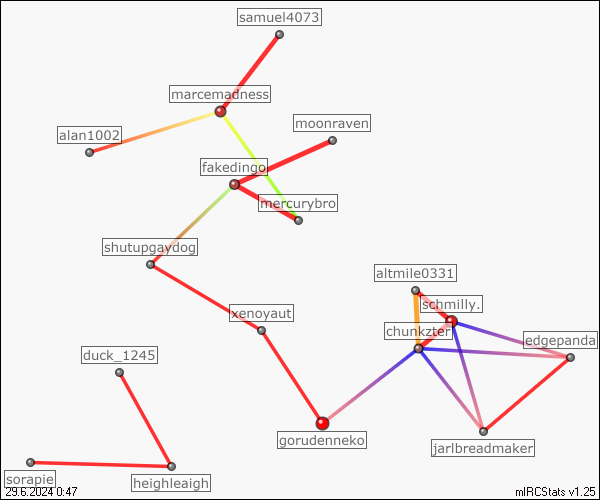 samuel4073
marcemadness
moonraven
alan1002
fakedingo
mercurybro
shutupgaydog
altmile0331
schmilly.
xenoyaut
chunkzter
edgepanda
duck_1245
gorudenneko
jarlbreadmaker
sorapie
heighleaigh
29.6.2024 0:47
mIRCStats v1.25